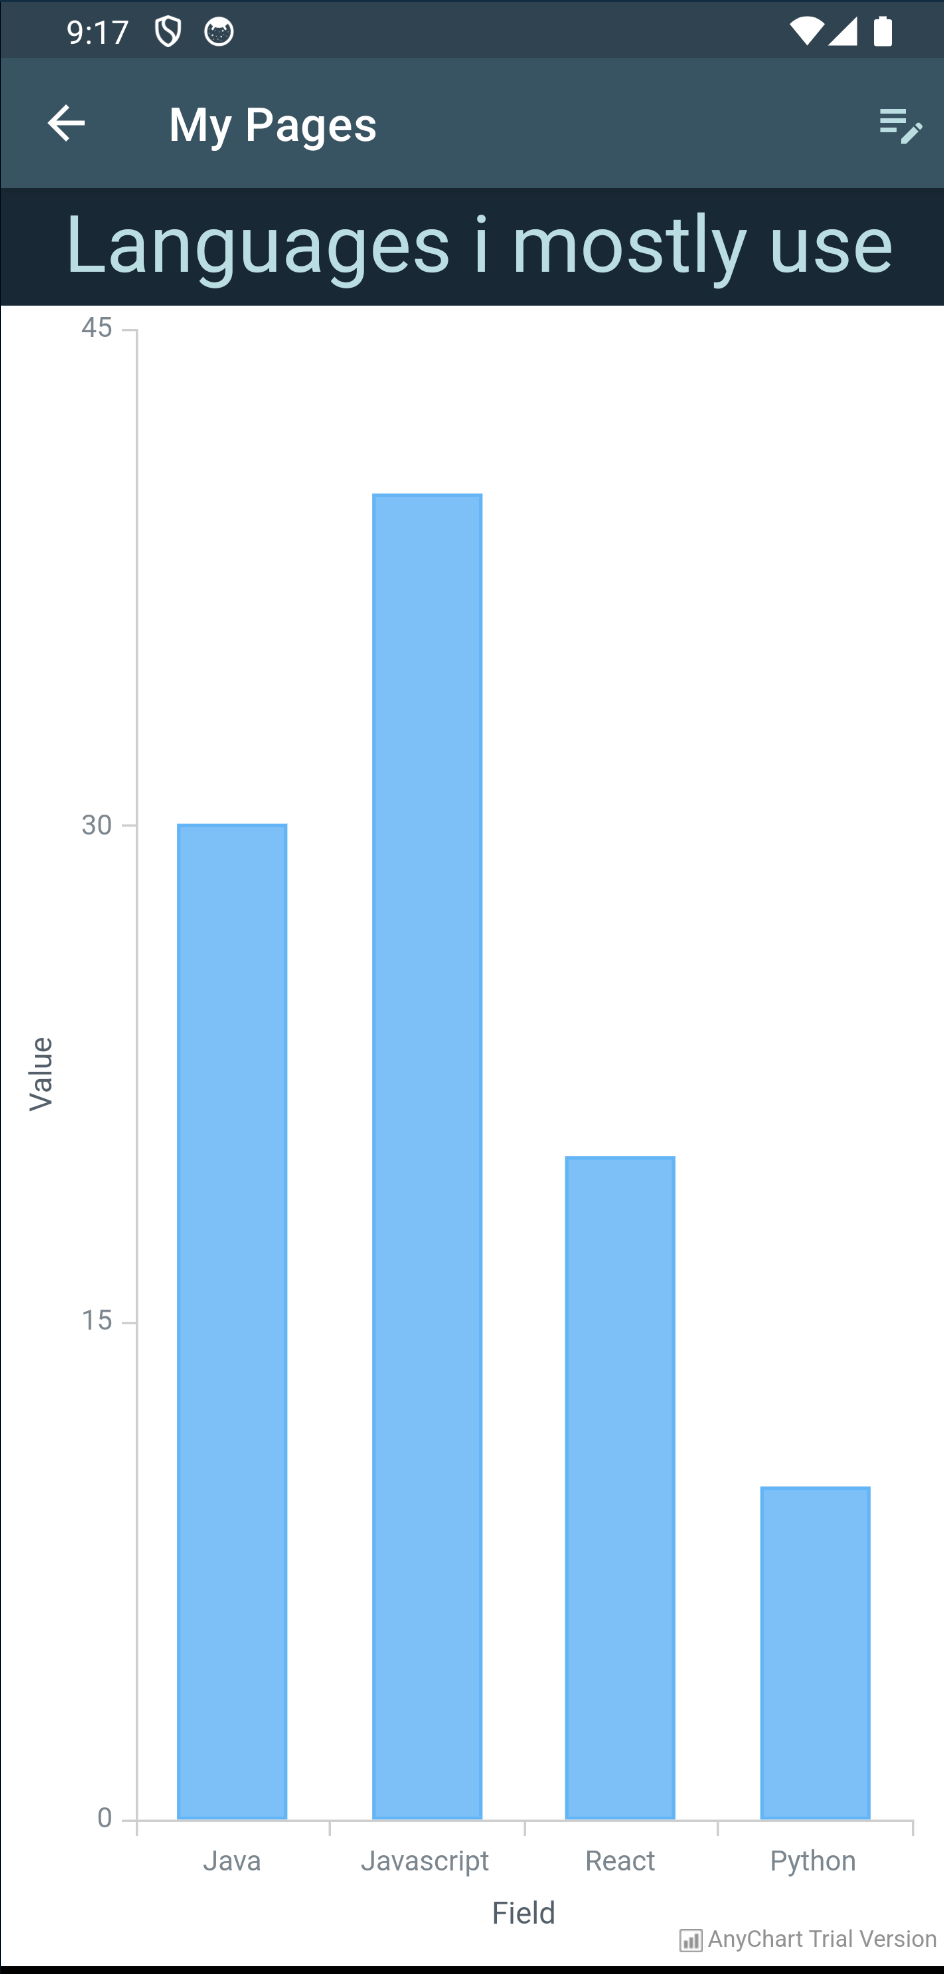 9:17
My Pages
Languages i mostly use
45
30
15
0
Value
Java Javascript React Python
Field
AnyChart Trial Version